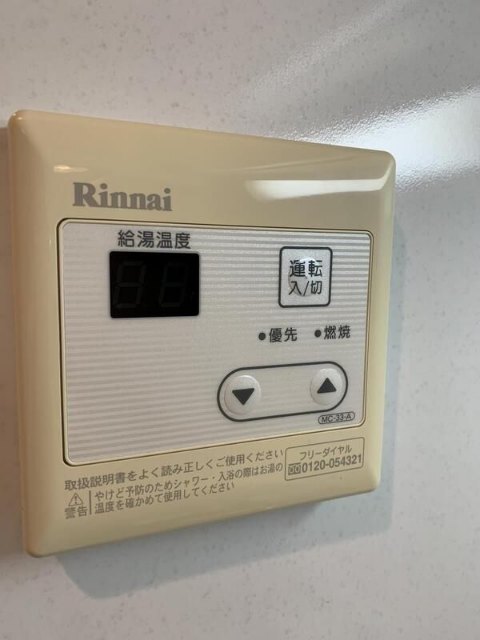 Rinnai
給湯温度
運転
入/切
●優先 ●燃焼
▼ ▲
MC-33-A
取扱説明書をよく読み正しくご使用ください
警告 やけど予防のためシャワー・入浴の際はお湯の
温度を確かめて使用してください
フリーダイヤル
0120-054321